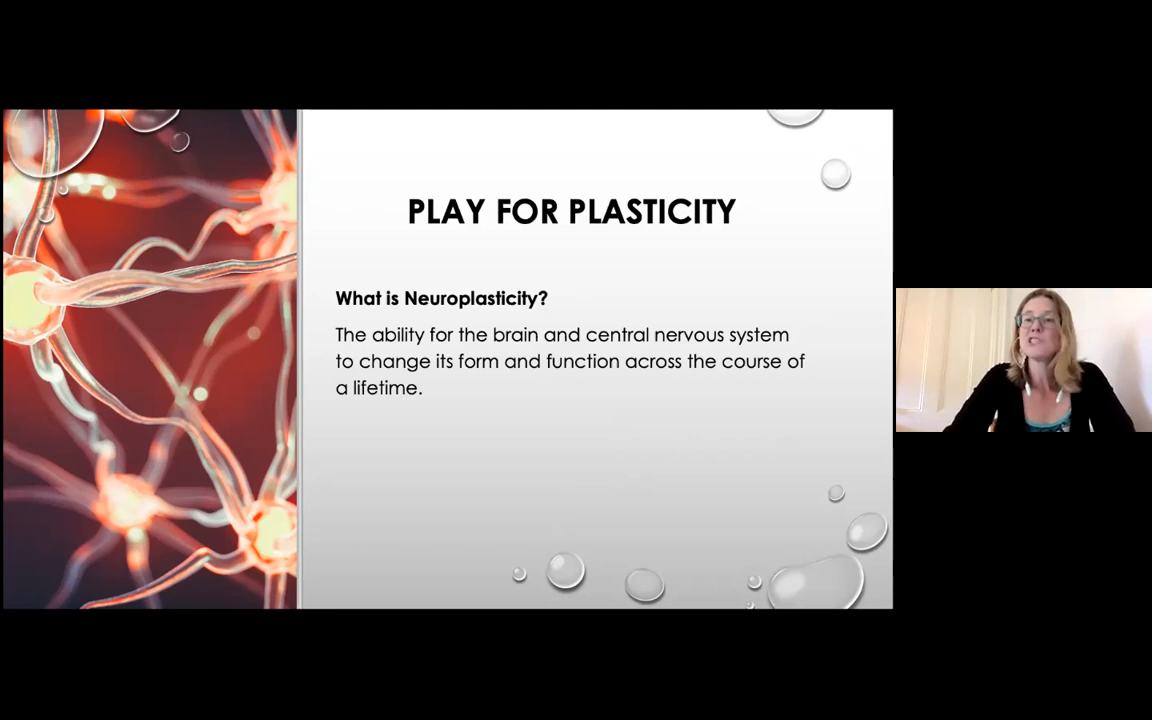 PLAY FOR PLASTICITY
What is Neuroplasticity?
The ability for the brain and central nervous system
to change its form and function across the course of
a lifetime.